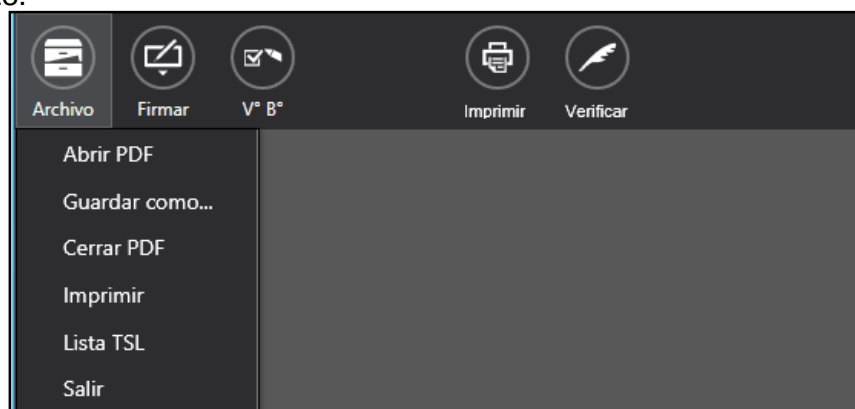 Archivo Firmar V° B° Imprimir Verificar
Abrir PDF
Guardar como...
Cerrar PDF
Imprimir
Lista TSL
Salir